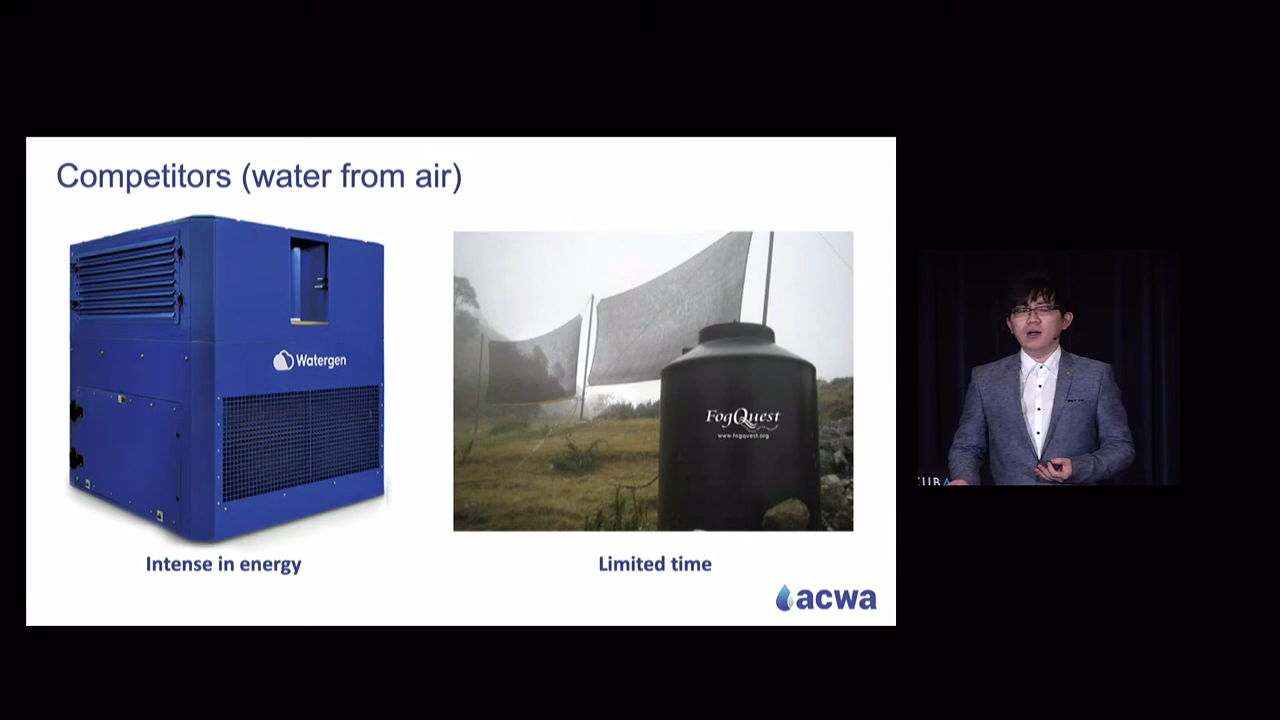 Competitors (water from air)
Watergen
FogQuest
www.fogquest.org
Intense in energy
Limited time
acwa